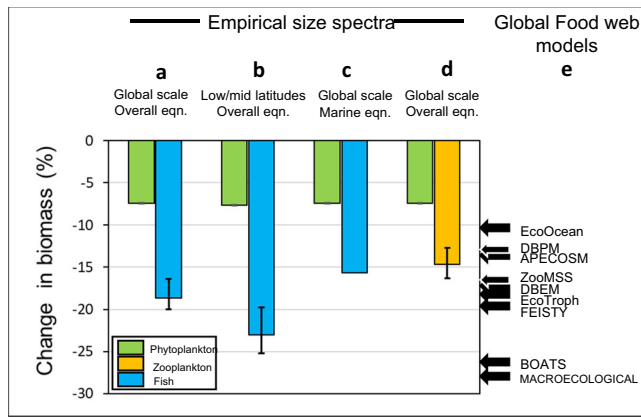 Empirical size spectra
Global Food web
models
a
b
c
d
e
Global scale
Overall eqn.
Low/mid latitudes
Overall eqn.
Global scale
Marine eqn.
Global scale
Overall eqn.
Change in biomass (%)
0
-5
-10
-15
-20
-25
-30
Phytoplankton
Zooplankton
Fish
EcoOcean
DBPM
APECOSM
ZooMSS
DBEM
EcoTroph
FEISTY
BOATS
MACROECOLOGICAL